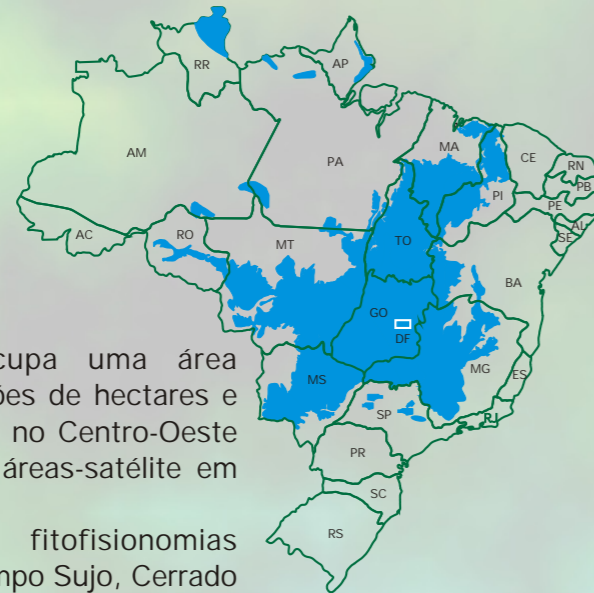 RR
AP
AM
PA
MA
CE
RN
PB
PI
PE
AL
SE
AC
RO
MT
TO
BA
GO
DF
MG
ES
MS
SP
RJ
PR
SC
RS
cupa uma área
ões de hectares e
no Centro-Oeste
áreas-satélite em
fitofisionomias
mpo Sujo, Cerrado